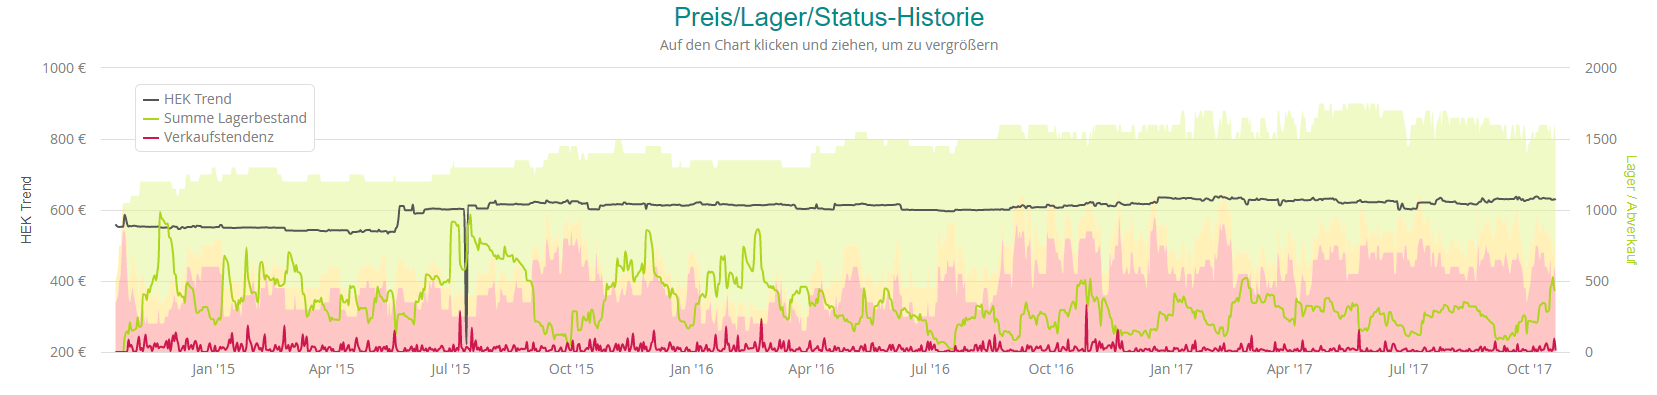 Preis/Lager/Status-Historie
Auf den Chart klicken und ziehen, um zu vergrößern
1000 €
800 €
600 €
400 €
200 €
HEK Trend
HEK Trend
Summe Lagerbestand
Verkaufstendenz
2000
1500
1000
500
0
Lager / Abverkauf
Jan '15
Apr '15
Jul '15
Oct '15
Jan '16
Apr '16
Jul '16
Oct '16
Jan '17
Apr '17
Jul '17
Oct '17